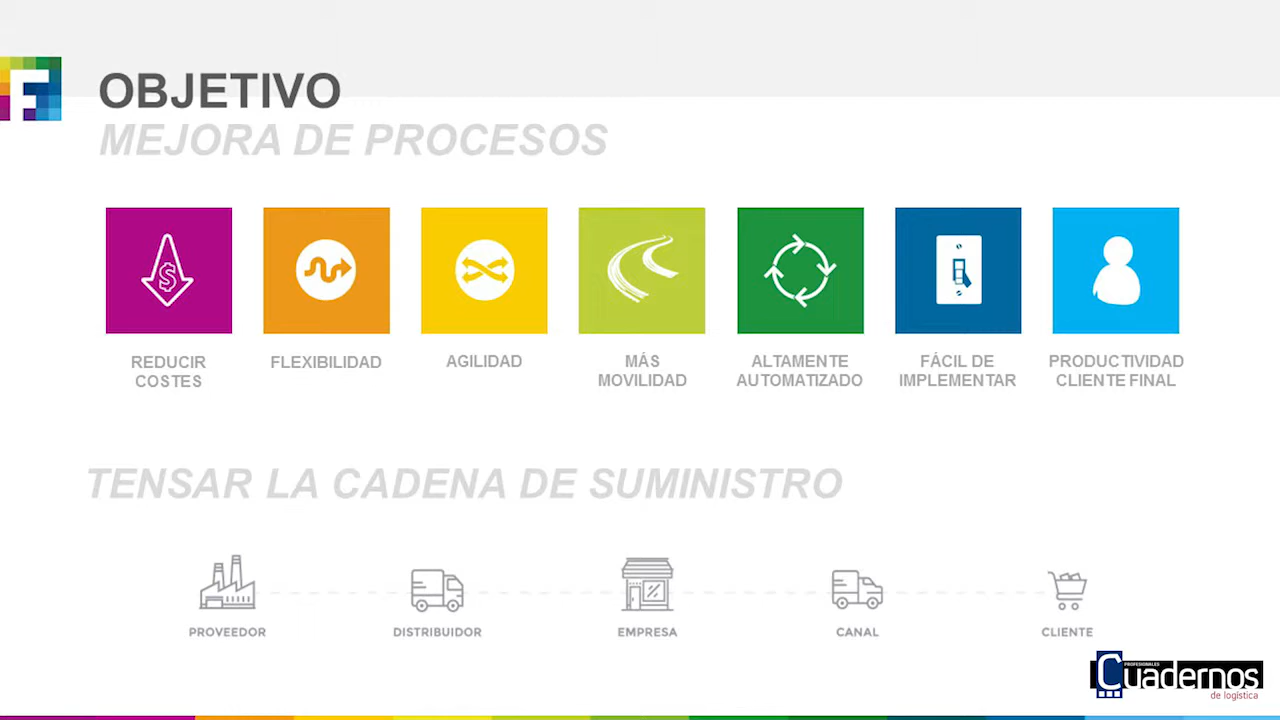 F
OBJETIVO
MEJORA DE PROCESOS
$
REDUCIR
COSTES
FLEXIBILIDAD
AGILIDAD
MÁS
MOVILIDAD
ALTAMENTE
AUTOMATIZADO
FÁCIL DE
IMPLEMENTAR
PRODUCTIVIDAD
CLIENTE FINAL
TENSAR LA CADENA DE SUMINISTRO
PROVEEDOR
DISTRIBUIDOR
EMPRESA
CANAL
CLIENTE
PROFESIONALES
Cuadernos
de logística